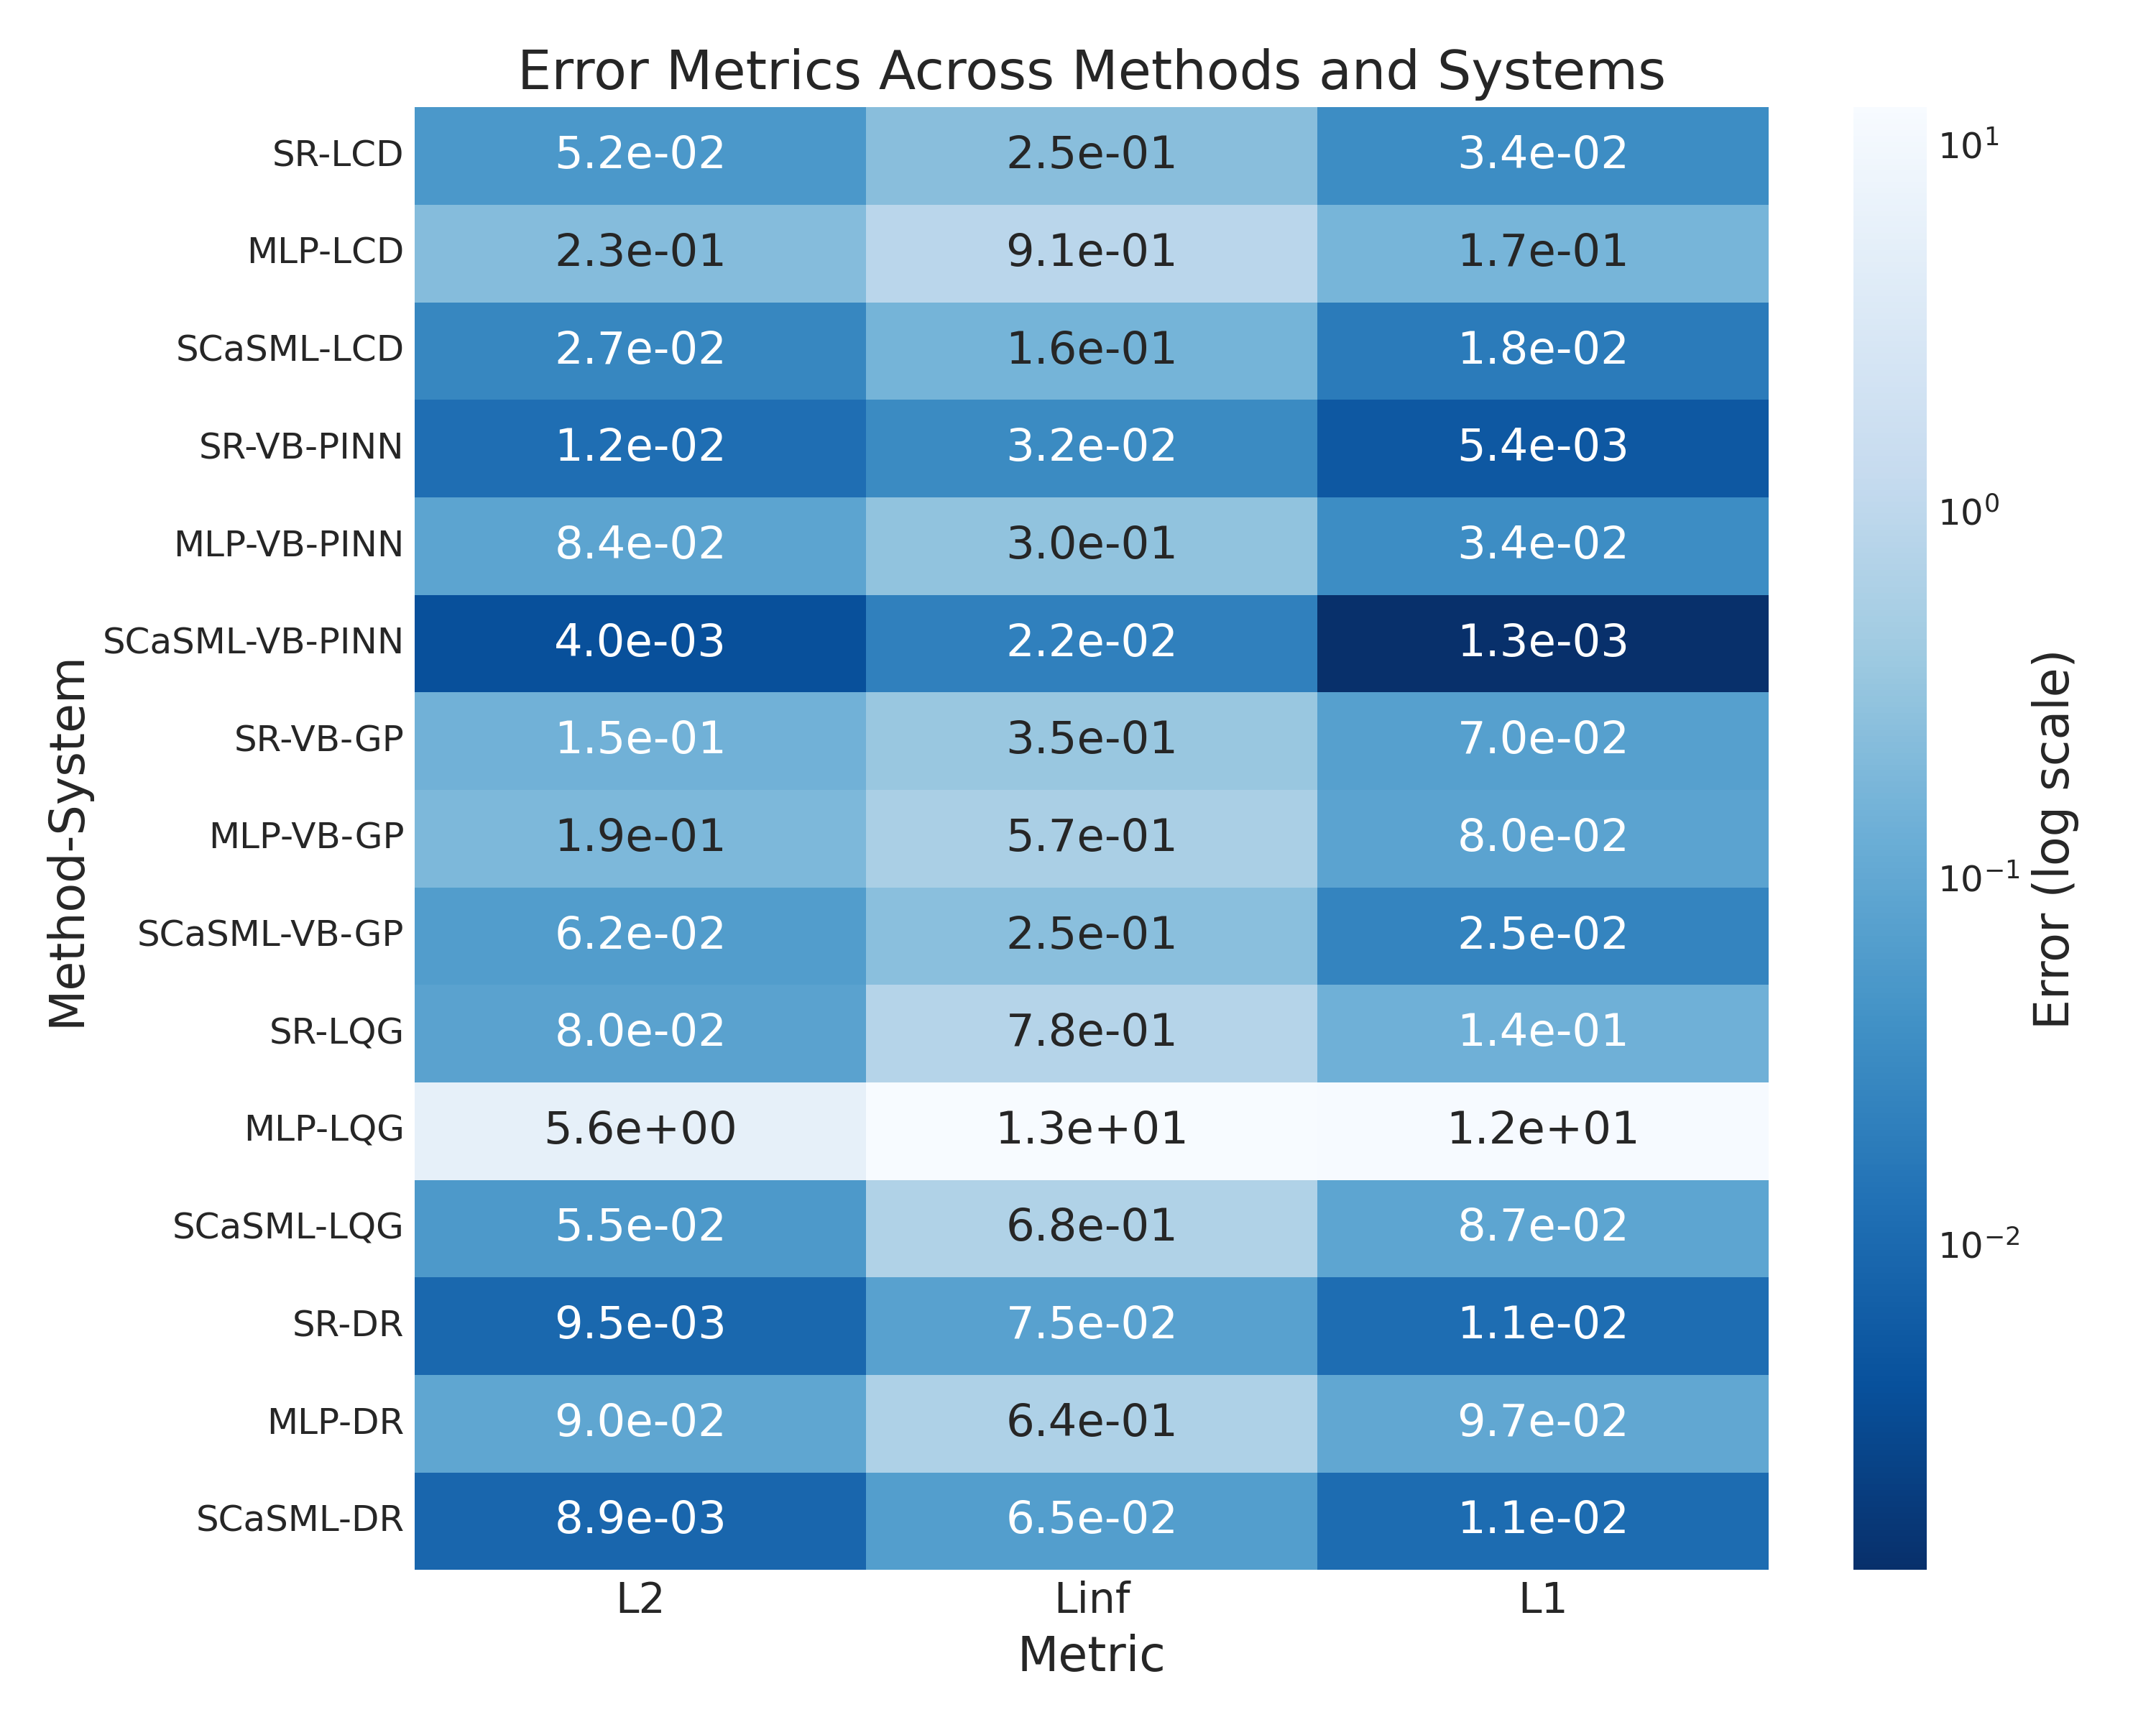 Error Metrics Across Methods and Systems
SR-LCD 5.2e-02 2.5e-01 3.4e-02
MLP-LCD 2.3e-01 9.1e-01 1.7e-01
SCaSML-LCD 2.7e-02 1.6e-01 1.8e-02
SR-VB-PINN 1.2e-02 3.2e-02 5.4e-03
MLP-VB-PINN 8.4e-02 3.0e-01 3.4e-02
SCaSML-VB-PINN 4.0e-03 2.2e-02 1.3e-03
SR-VB-GP 1.5e-01 3.5e-01 7.0e-02
MLP-VB-GP 1.9e-01 5.7e-01 8.0e-02
SCaSML-VB-GP 6.2e-02 2.5e-01 2.5e-02
SR-LQG 8.0e-02 7.8e-01 1.4e-01
MLP-LQG 5.6e+00 1.3e+01 1.2e+01
SCaSML-LQG 5.5e-02 6.8e-01 8.7e-02
SR-DR 9.5e-03 7.5e-02 1.1e-02
MLP-DR 9.0e-02 6.4e-01 9.7e-02
SCaSML-DR 8.9e-03 6.5e-02 1.1e-02
L2 Linf L1
Metric
Method-System
10¹
10⁰
10⁻¹
10⁻²
Error (log scale)